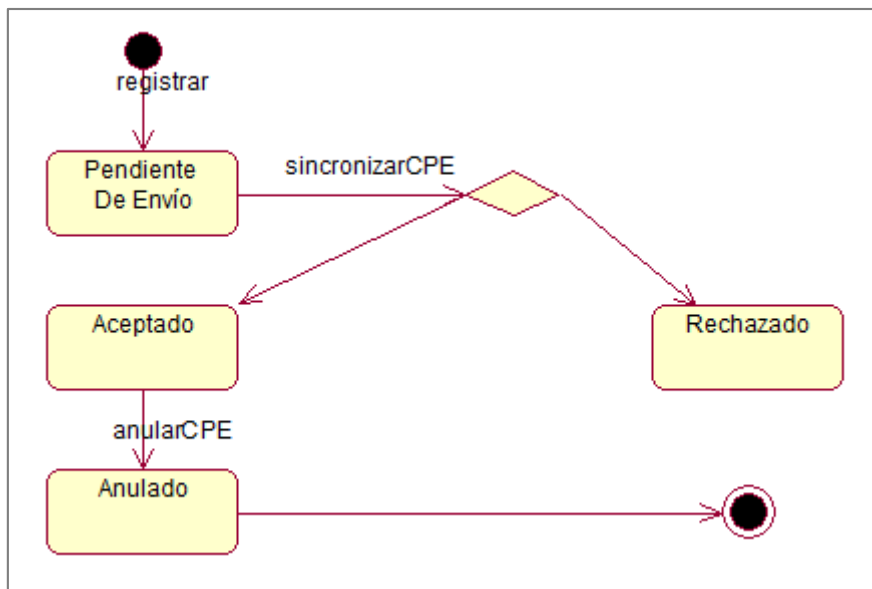 registrar
Pendiente
De Envío
sincronizarCPE
Aceptado
Rechazado
anularCPE
Anulado